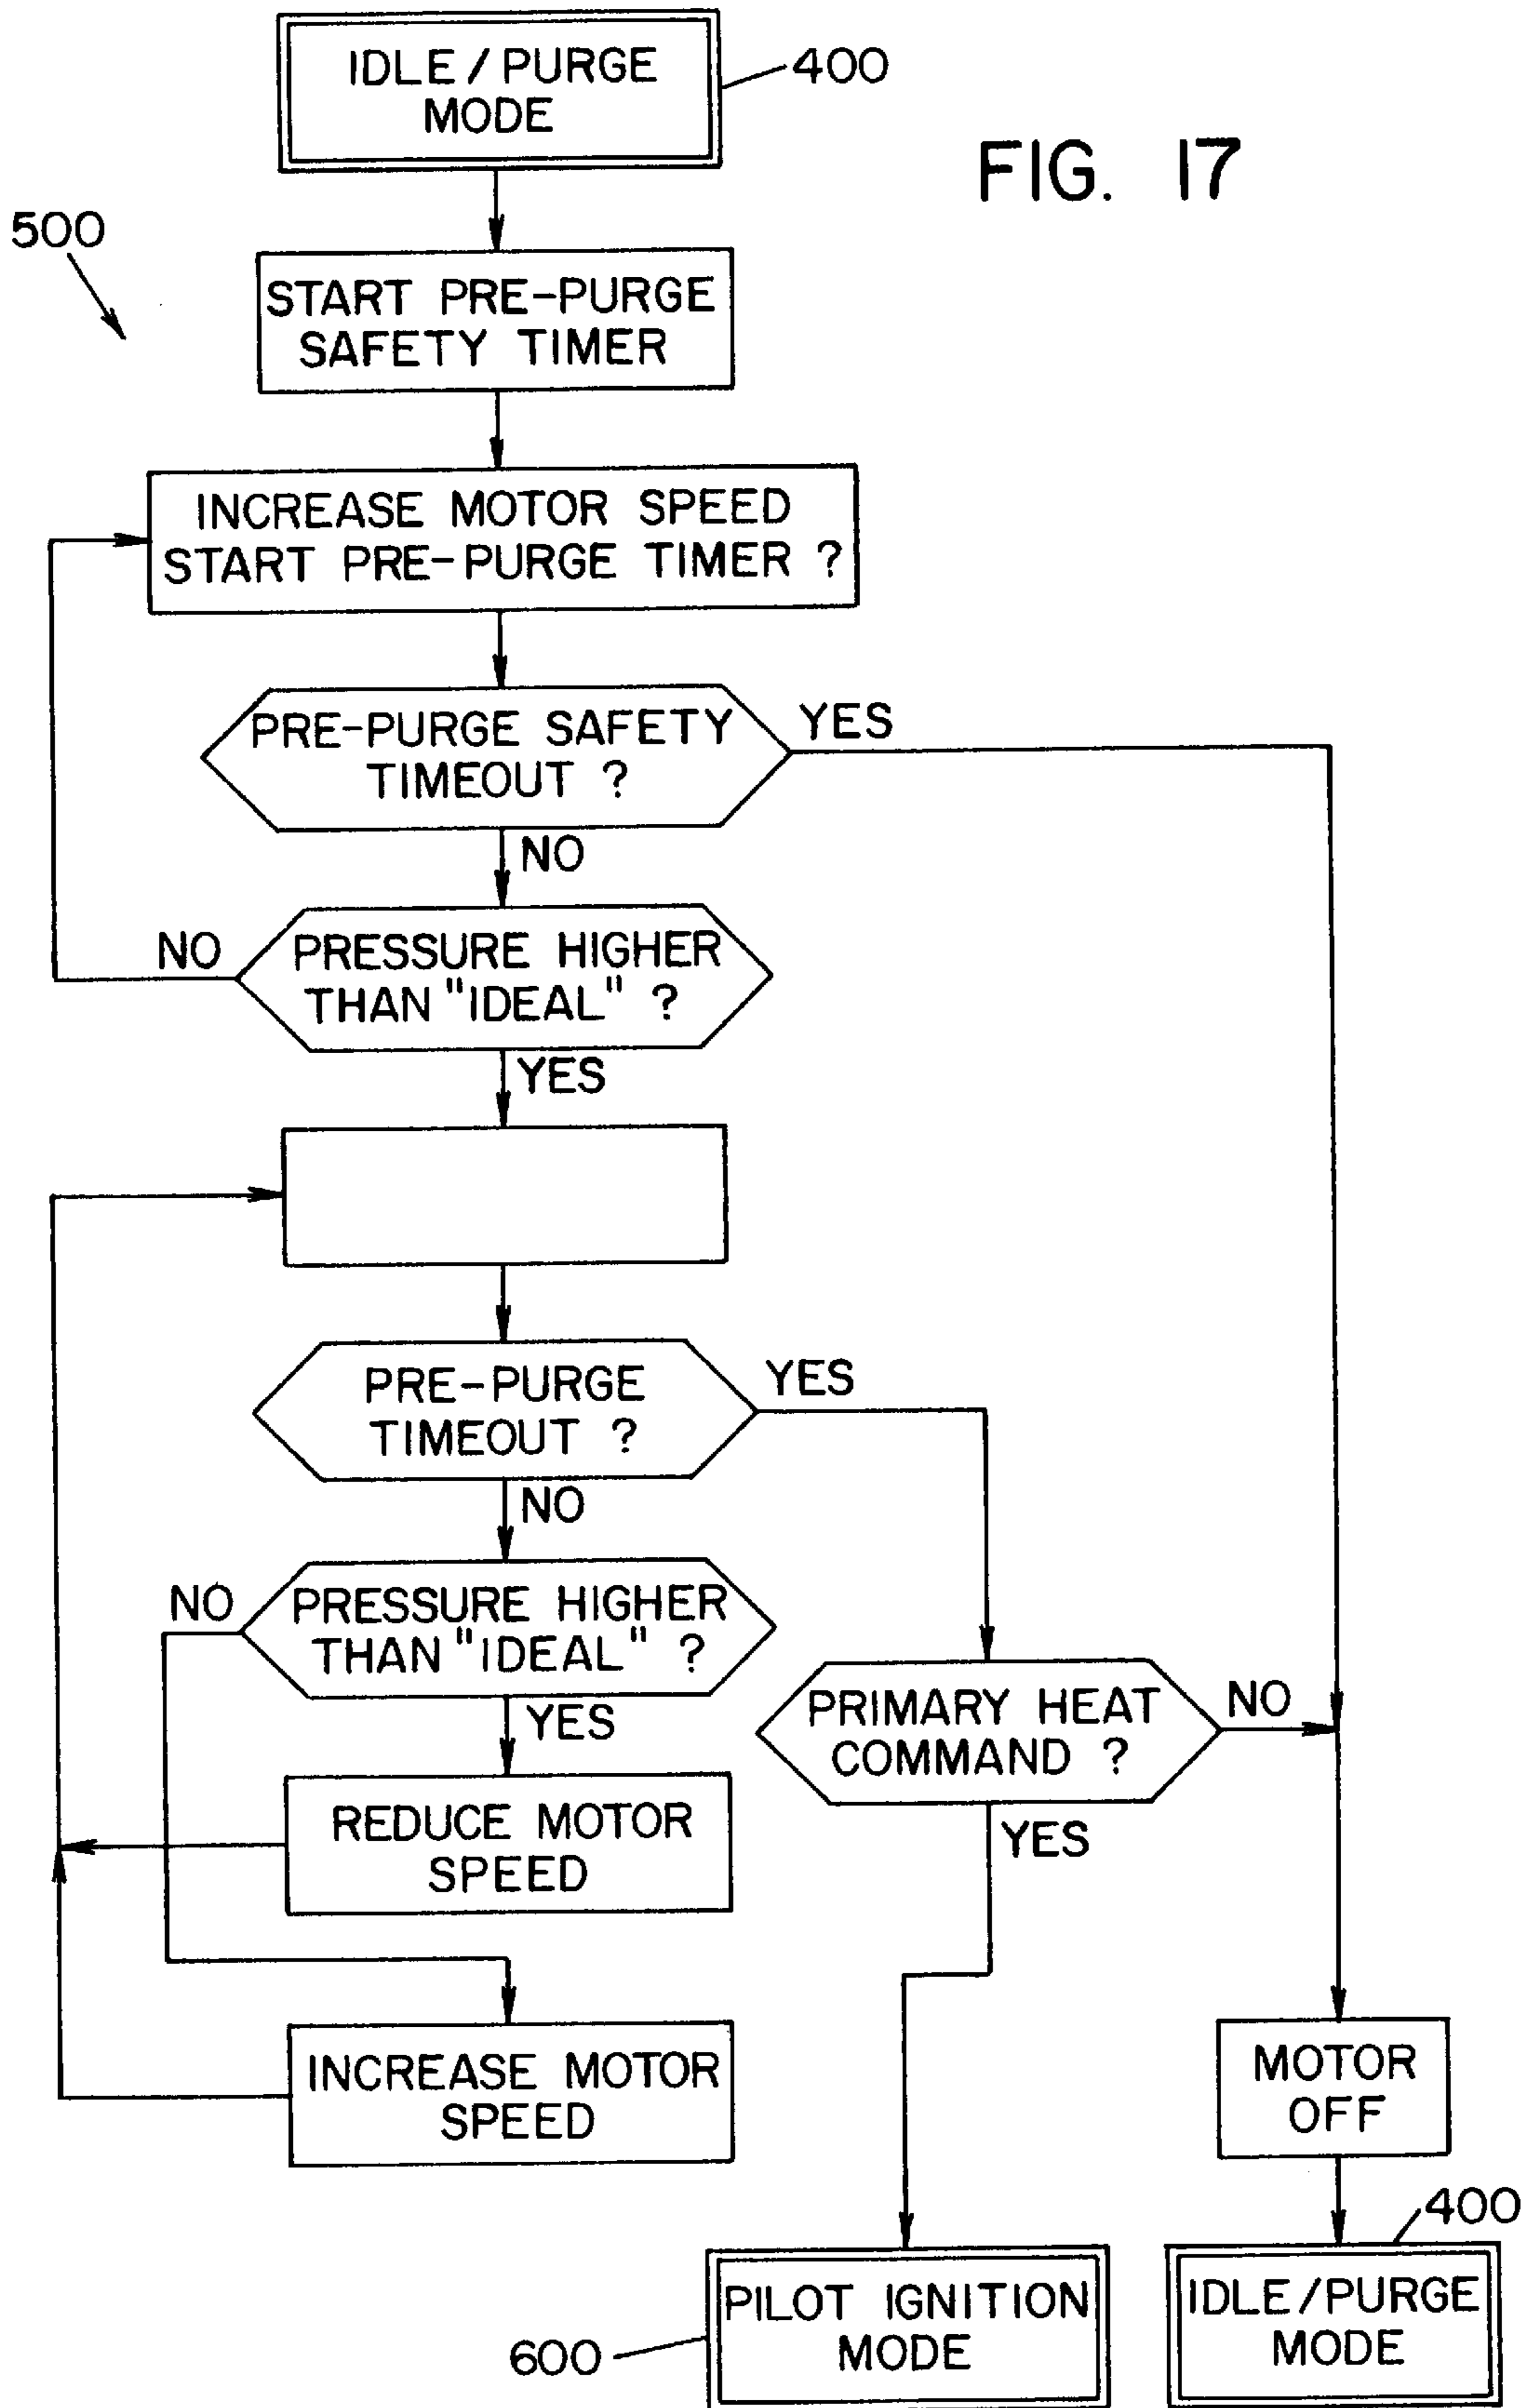 IDLE / PURGE
MODE
400
FIG. 17
500
START PRE-PURGE
SAFETY TIMER
INCREASE MOTOR SPEED
START PRE-PURGE TIMER ?
PRE-PURGE SAFETY
TIMEOUT ?
YES
NO
PRESSURE HIGHER
THAN "IDEAL" ?
NO
YES
PRE-PURGE
TIMEOUT ?
YES
NO
PRESSURE HIGHER
THAN "IDEAL" ?
NO
YES
PRIMARY HEAT
COMMAND ?
NO
YES
REDUCE MOTOR
SPEED
INCREASE MOTOR
SPEED
MOTOR
OFF
400
PILOT IGNITION
MODE
600
IDLE/PURGE
MODE